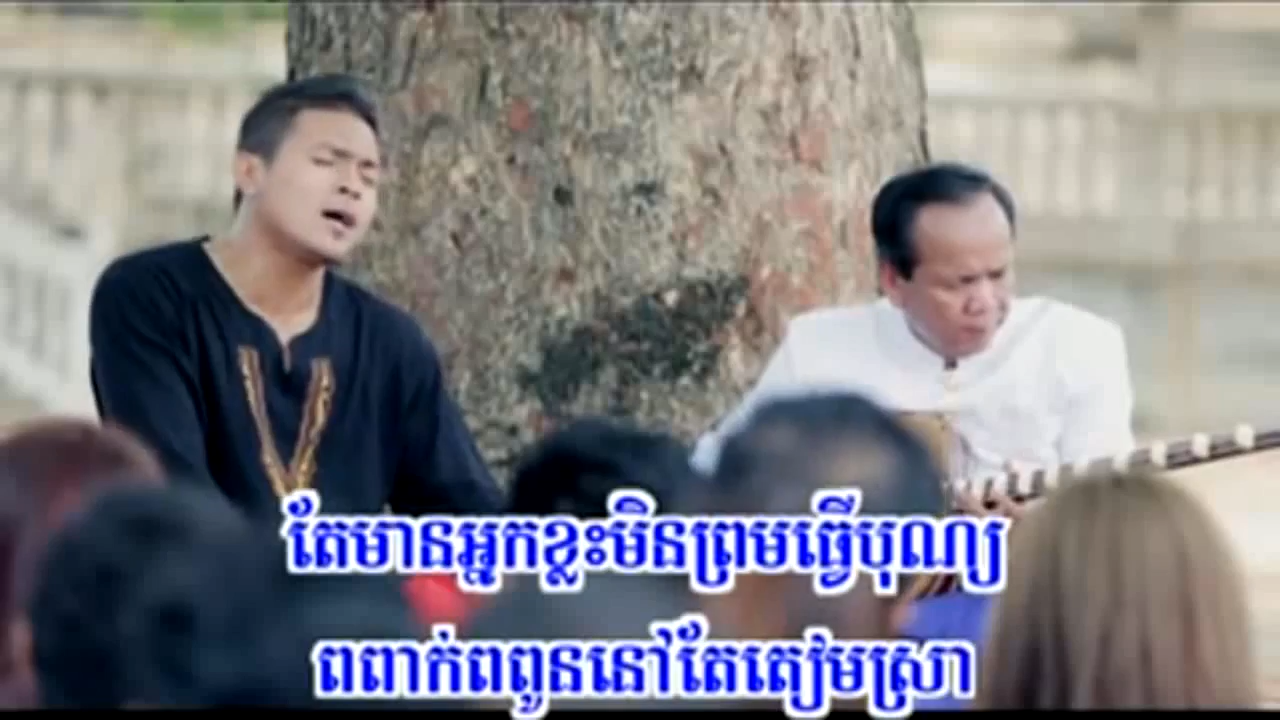 តែមានអ្នកខ្លះមិនព្រមធ្វើបុណ្យ
ពពាក់ពពូននៅតែតៀមស្រា